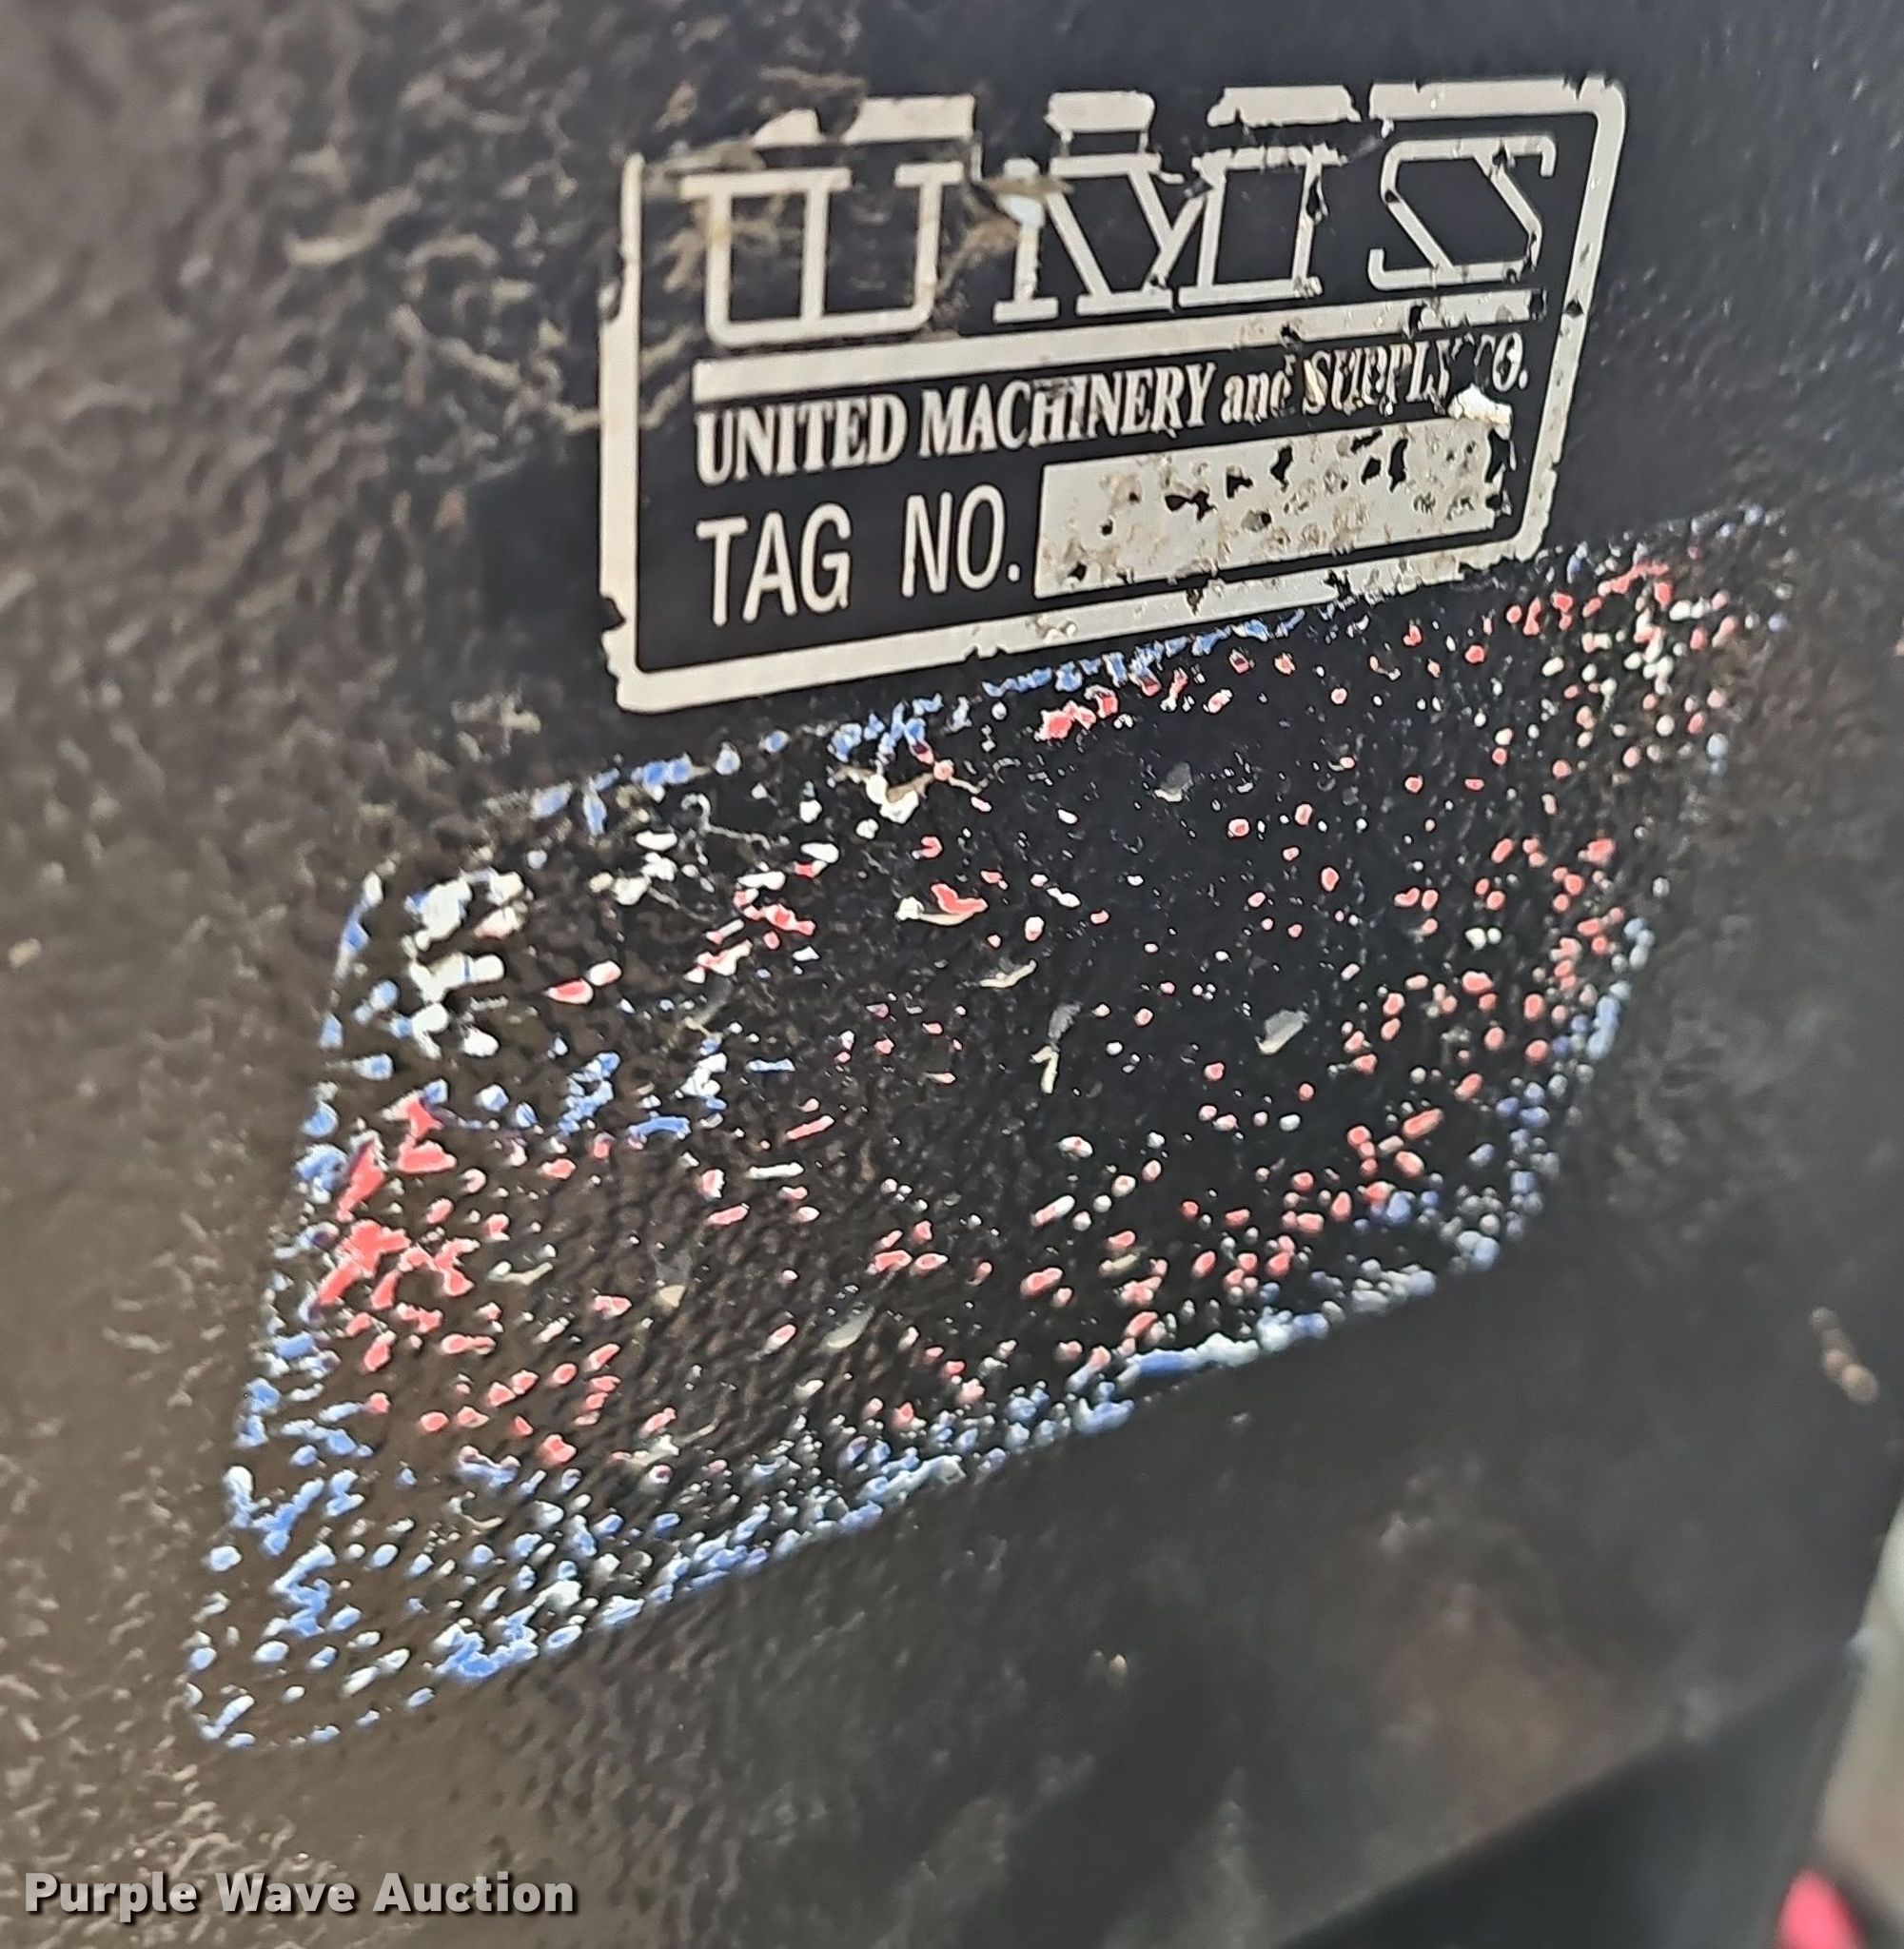 UMS
UNITED MACHINERY and SUPPLY CO.
TAG NO.
Purple Wave Auction